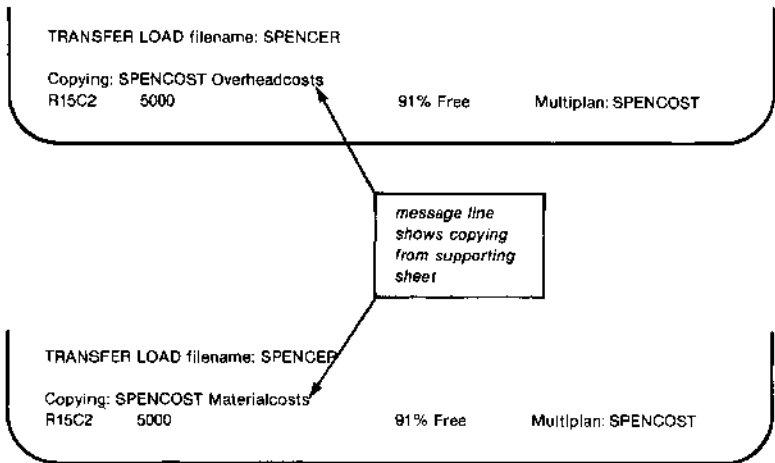 TRANSFER LOAD filename: SPENCER
Copying: SPENCOST Overheadcosts
R15C2 5000 91% Free Multiplan: SPENCOST
message line
shows copying
from supporting
sheet
TRANSFER LOAD filename: SPENCER
Copying: SPENCOST Materialcosts
R15C2 5000 91% Free Multiplan: SPENCOST